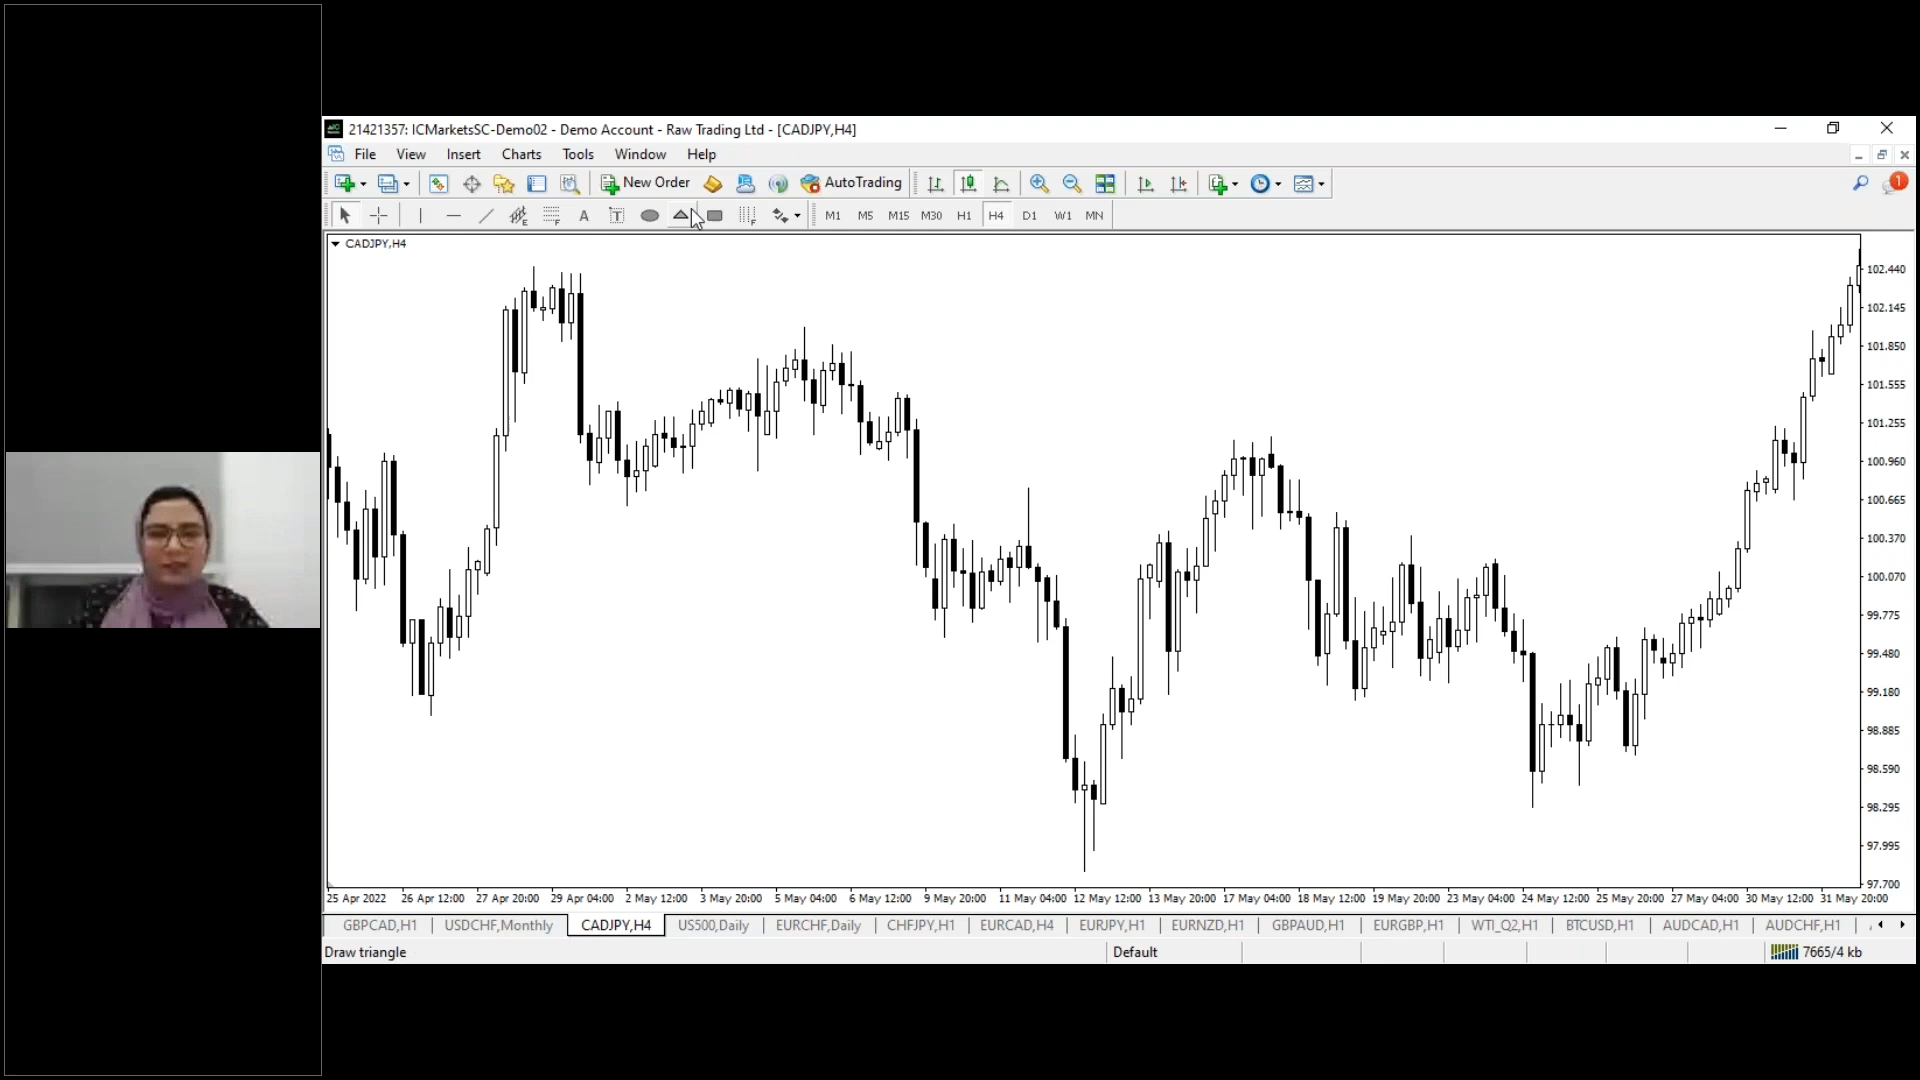 21421357: ICMarketsSC-Demo02 - Demo Account - Raw Trading Ltd - [CADJPY,H4]
File View Insert Charts Tools Window Help
New Order AutoTrading 1
A T M1 M5 M15 M30 H1 H4 D1 W1 MN
CADJPY,H4
102.440
102.145
101.850
101.555
101.255
100.960
100.665
100.370
100.070
99.775
99.480
99.180
98.885
98.590
98.295
97.995
97.700
25 Apr 2022 26 Apr 12:00 27 Apr 20:00 29 Apr 04:00 2 May 12:00 3 May 20:00 5 May 04:00 6 May 12:00 9 May 20:00 11 May 04:00 12 May 12:00 13 May 20:00 17 May 04:00 18 May 12:00 19 May 20:00 23 May 04:00 24 May 12:00 25 May 20:00 27 May 04:00 30 May 12:00 31 May 20:00
GBPCAD,H1 USDCHF,Monthly CADJPY,H4 US500,Daily EURCHF,Daily CHFJPY,H1 EURCAD,H4 EURJPY,H1 EURNZD,H1 GBPAUD,H1 EURGBP,H1 WTI_Q2,H1 BTCUSD,H1 AUDCAD,H1 AUDCHF,H1
Draw triangle Default 7665/4 kb